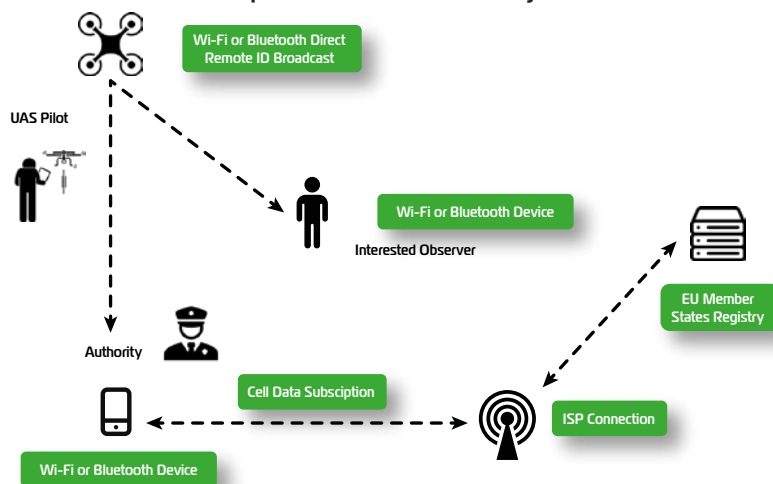 Wi-Fi or Bluetooth Direct
Remote ID Broadcast
UAS Pilot
Wi-Fi or Bluetooth Device
Interested Observer
EU Member
States Registry
Authority
Cell Data Subsciption
ISP Connection
Wi-Fi or Bluetooth Device